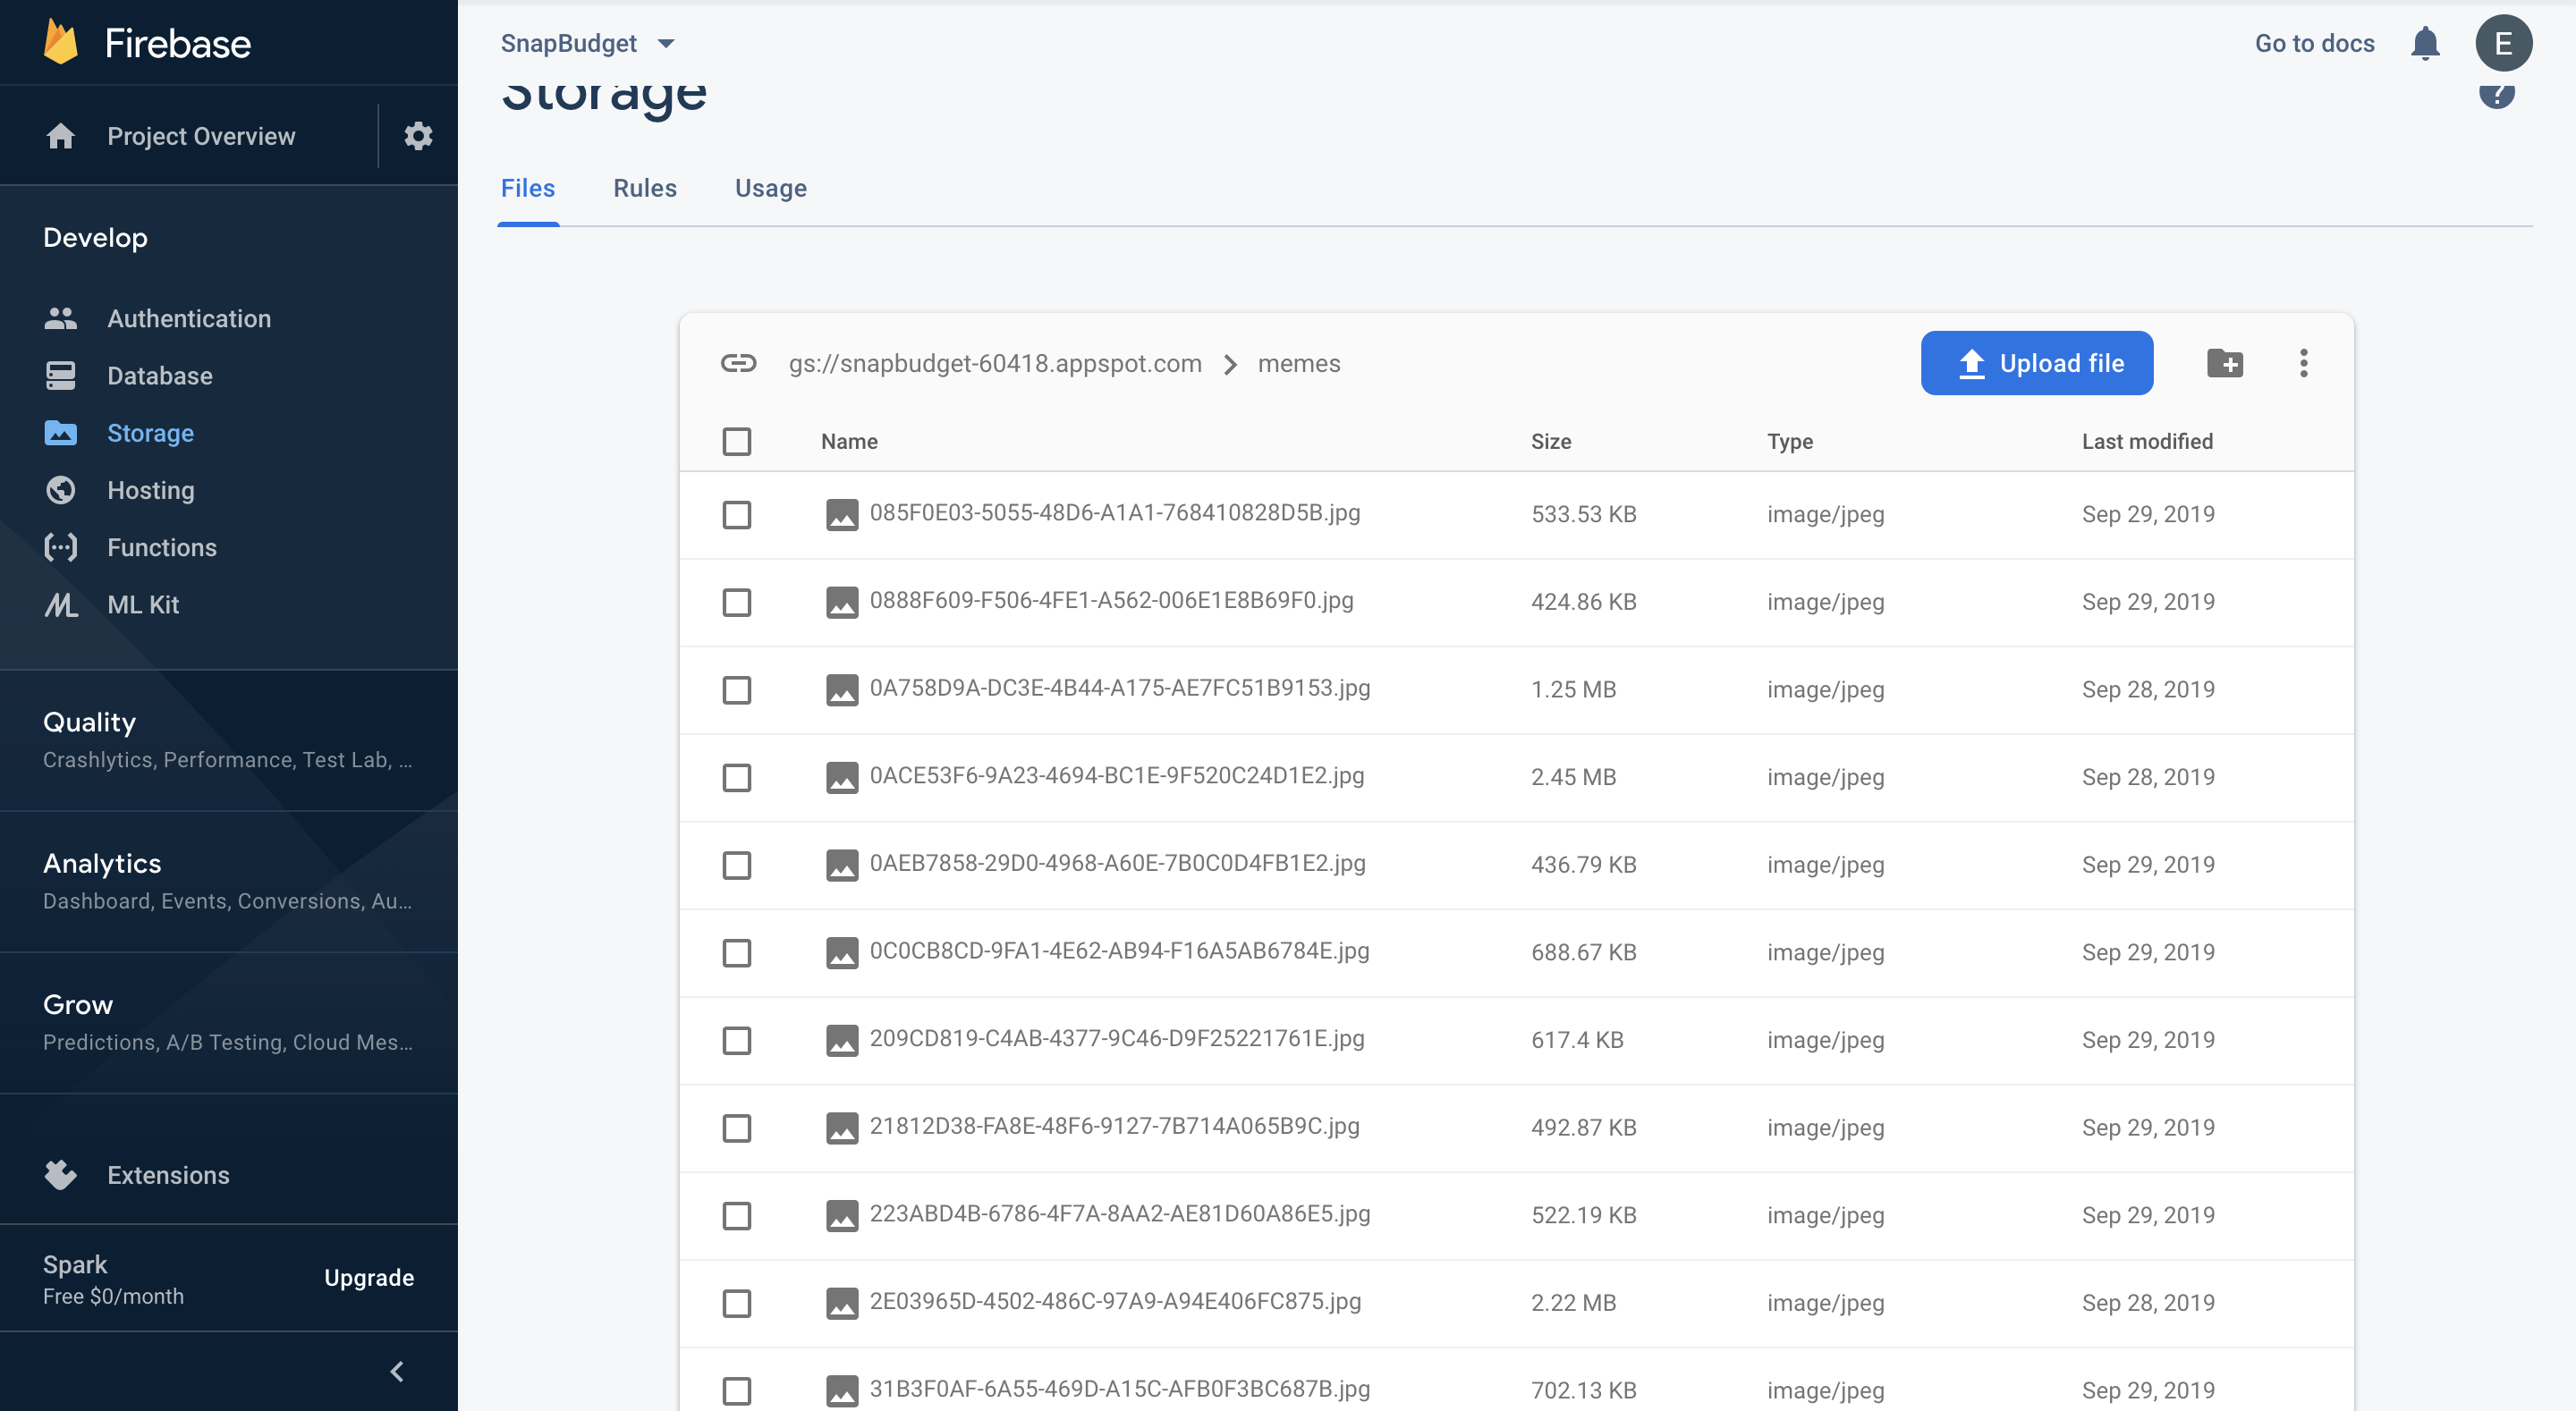 Firebase
Project Overview
Develop
Authentication
Database
Storage
Hosting
Functions
ML Kit
Quality
Crashlytics, Performance, Test Lab, ...
Analytics
Dashboard, Events, Conversions, Au...
Grow
Predictions, A/B Testing, Cloud Mes...
Extensions
Spark
Free $0/month
Upgrade
SnapBudget
Go to docs
E
Storage
?
Files Rules Usage
gs://snapbudget-60418.appspot.com > memes
Upload file
Name Size Type Last modified
085F0E03-5055-48D6-A1A1-768410828D5B.jpg 533.53 KB image/jpeg Sep 29, 2019
0888F609-F506-4FE1-A562-006E1E8B69F0.jpg 424.86 KB image/jpeg Sep 29, 2019
0A758D9A-DC3E-4B44-A175-AE7FC51B9153.jpg 1.25 MB image/jpeg Sep 28, 2019
0ACE53F6-9A23-4694-BC1E-9F520C24D1E2.jpg 2.45 MB image/jpeg Sep 28, 2019
0AEB7858-29D0-4968-A60E-7B0C0D4FB1E2.jpg 436.79 KB image/jpeg Sep 29, 2019
0C0CB8CD-9FA1-4E62-AB94-F16A5AB6784E.jpg 688.67 KB image/jpeg Sep 29, 2019
209CD819-C4AB-4377-9C46-D9F25221761E.jpg 617.4 KB image/jpeg Sep 29, 2019
21812D38-FA8E-48F6-9127-7B714A065B9C.jpg 492.87 KB image/jpeg Sep 29, 2019
223ABD4B-6786-4F7A-8AA2-AE81D60A86E5.jpg 522.19 KB image/jpeg Sep 29, 2019
2E03965D-4502-486C-97A9-A94E406FC875.jpg 2.22 MB image/jpeg Sep 28, 2019
31B3F0AF-6A55-469D-A15C-AFB0F3BC687B.jpg 702.13 KB image/jpeg Sep 29, 2019